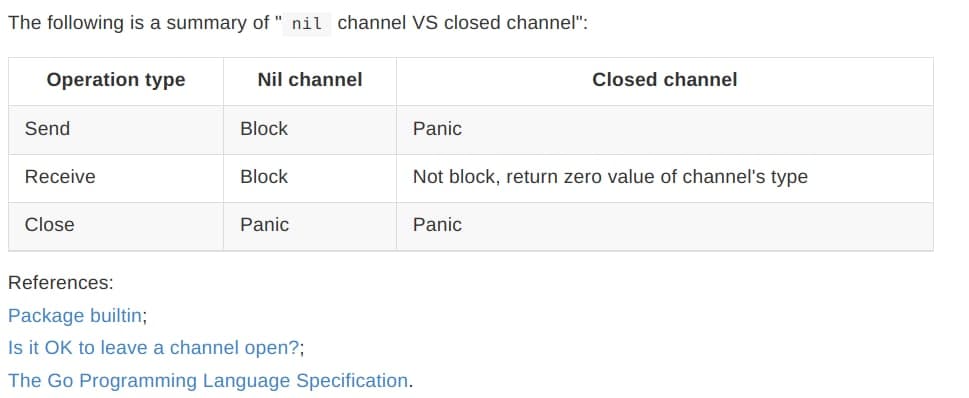 The following is a summary of " nil channel VS closed channel":
Operation type Nil channel Closed channel
Send Block Panic
Receive Block Not block, return zero value of channel's type
Close Panic Panic
References:
Package builtin;
Is it OK to leave a channel open?;
The Go Programming Language Specification.